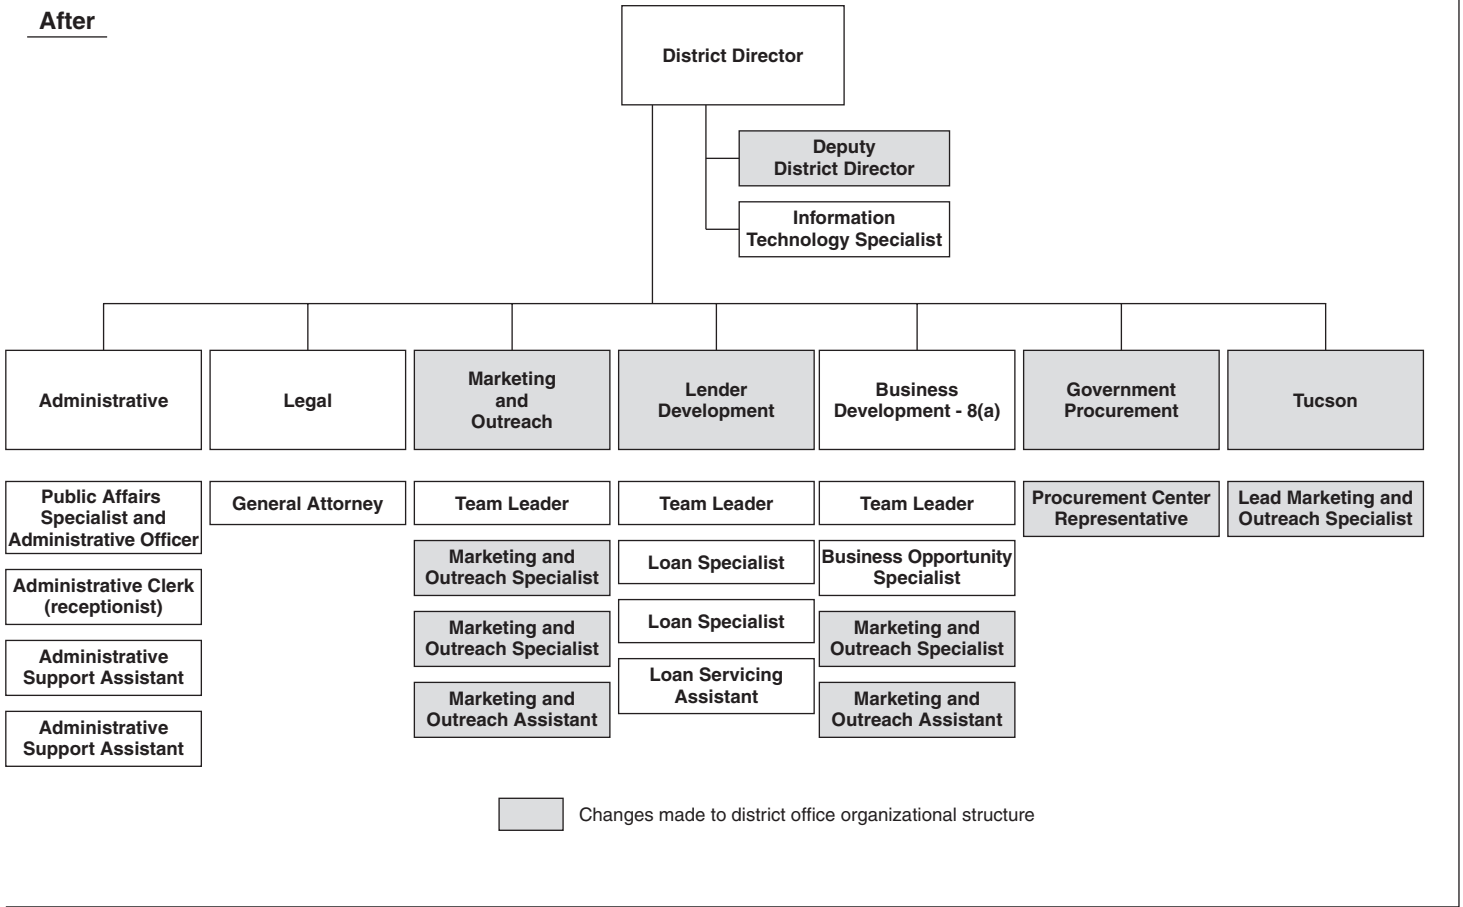 After
District Director
Deputy
District Director
Information
Technology Specialist
Administrative
Legal
Marketing
and
Outreach
Lender
Development
Business
Development - 8(a)
Government
Procurement
Tucson
Public Affairs
Specialist and
Administrative Officer
Administrative Clerk
(receptionist)
Administrative
Support Assistant
Administrative
Support Assistant
General Attorney
Team Leader
Marketing and
Outreach Specialist
Marketing and
Outreach Specialist
Marketing and
Outreach Assistant
Team Leader
Loan Specialist
Loan Specialist
Loan Servicing
Assistant
Team Leader
Business Opportunity
Specialist
Marketing and
Outreach Specialist
Marketing and
Outreach Assistant
Procurement Center
Representative
Lead Marketing and
Outreach Specialist
Changes made to district office organizational structure